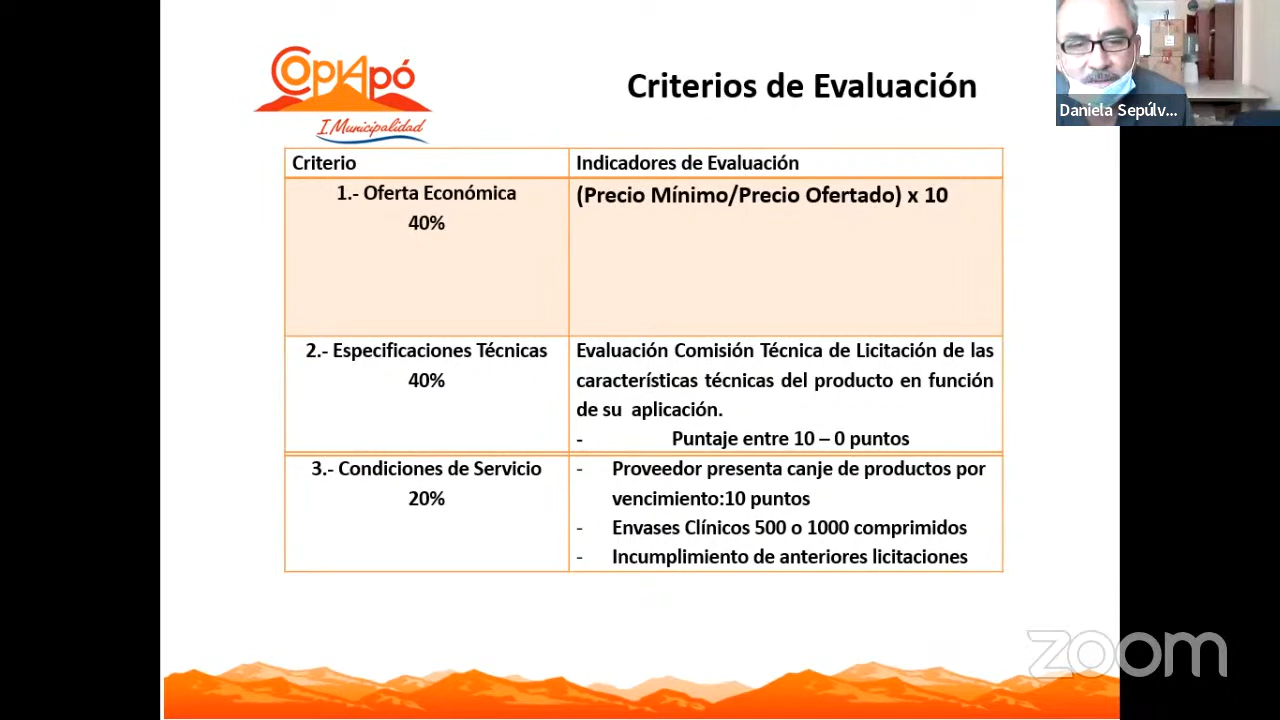 COPIAPÓ
I.Municipalidad
Criterios de Evaluación
Daniela Sepúlv...
Criterio
Indicadores de Evaluación
1.- Oferta Económica
40%
(Precio Mínimo/Precio Ofertado) x 10
2.- Especificaciones Técnicas
40%
Evaluación Comisión Técnica de Licitación de las
características técnicas del producto en función
de su aplicación.
- Puntaje entre 10 – 0 puntos
3.- Condiciones de Servicio
20%
- Proveedor presenta canje de productos por
vencimiento:10 puntos
- Envases Clínicos 500 o 1000 comprimidos
- Incumplimiento de anteriores licitaciones
zoom